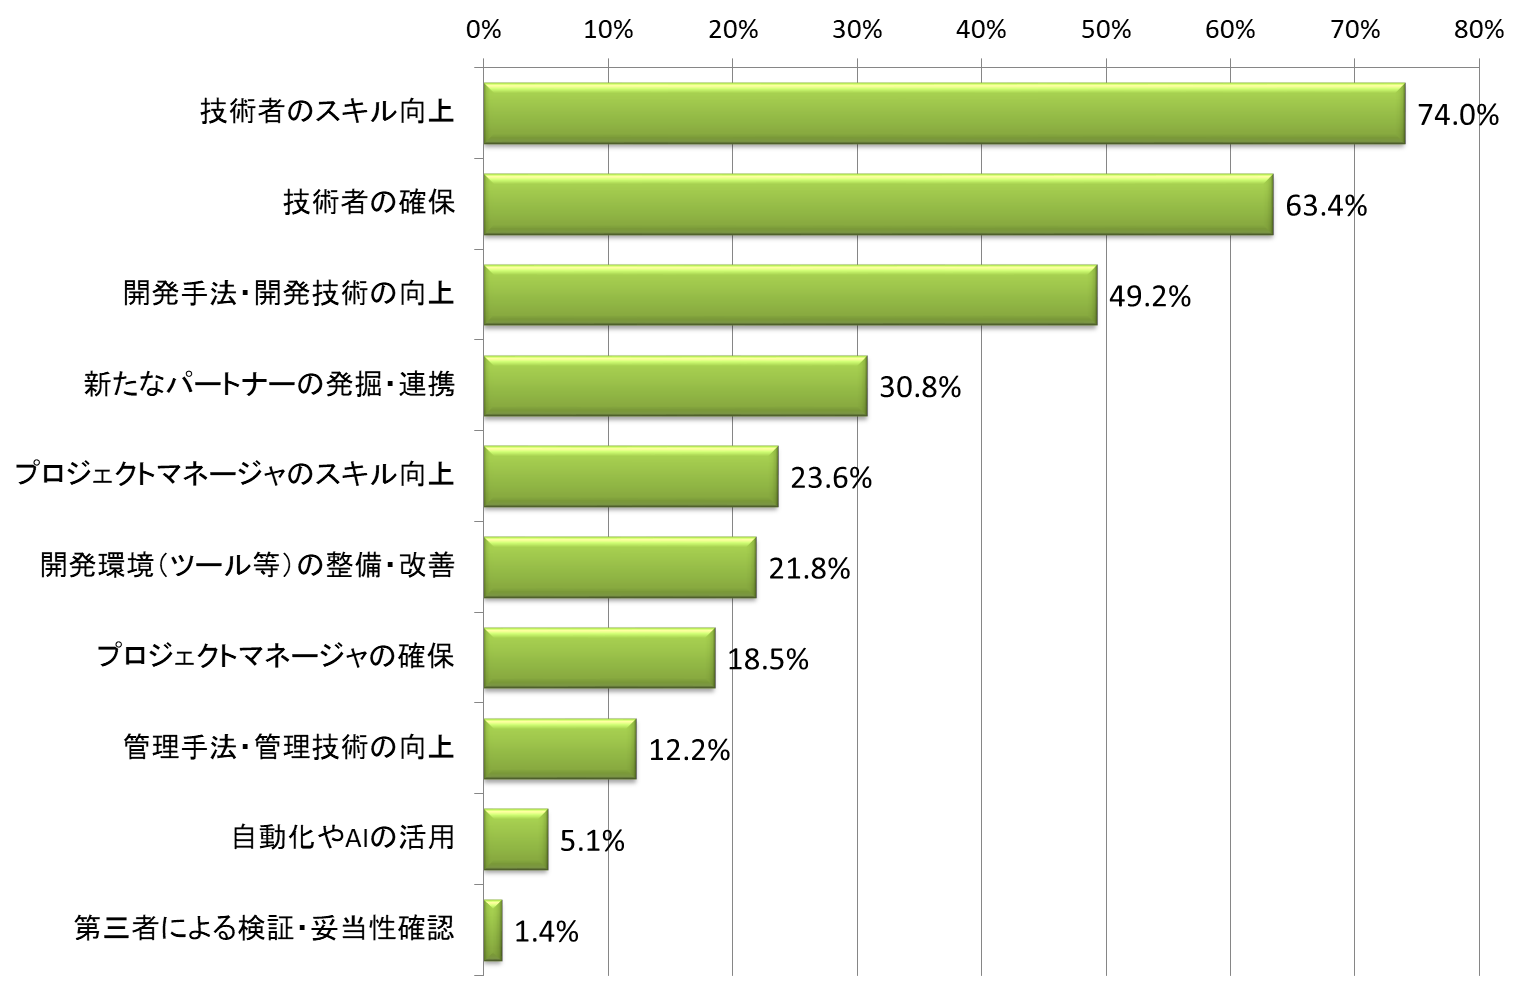 0% 10% 20% 30% 40% 50% 60% 70% 80%
技術者のスキル向上 74.0%
技術者の確保 63.4%
開発手法・開発技術の向上 49.2%
新たなパートナーの発掘・連携 30.8%
プロジェクトマネージャのスキル向上 23.6%
開発環境（ツール等）の整備・改善 21.8%
プロジェクトマネージャの確保 18.5%
管理手法・管理技術の向上 12.2%
自動化やAIの活用 5.1%
第三者による検証・妥当性確認 1.4%